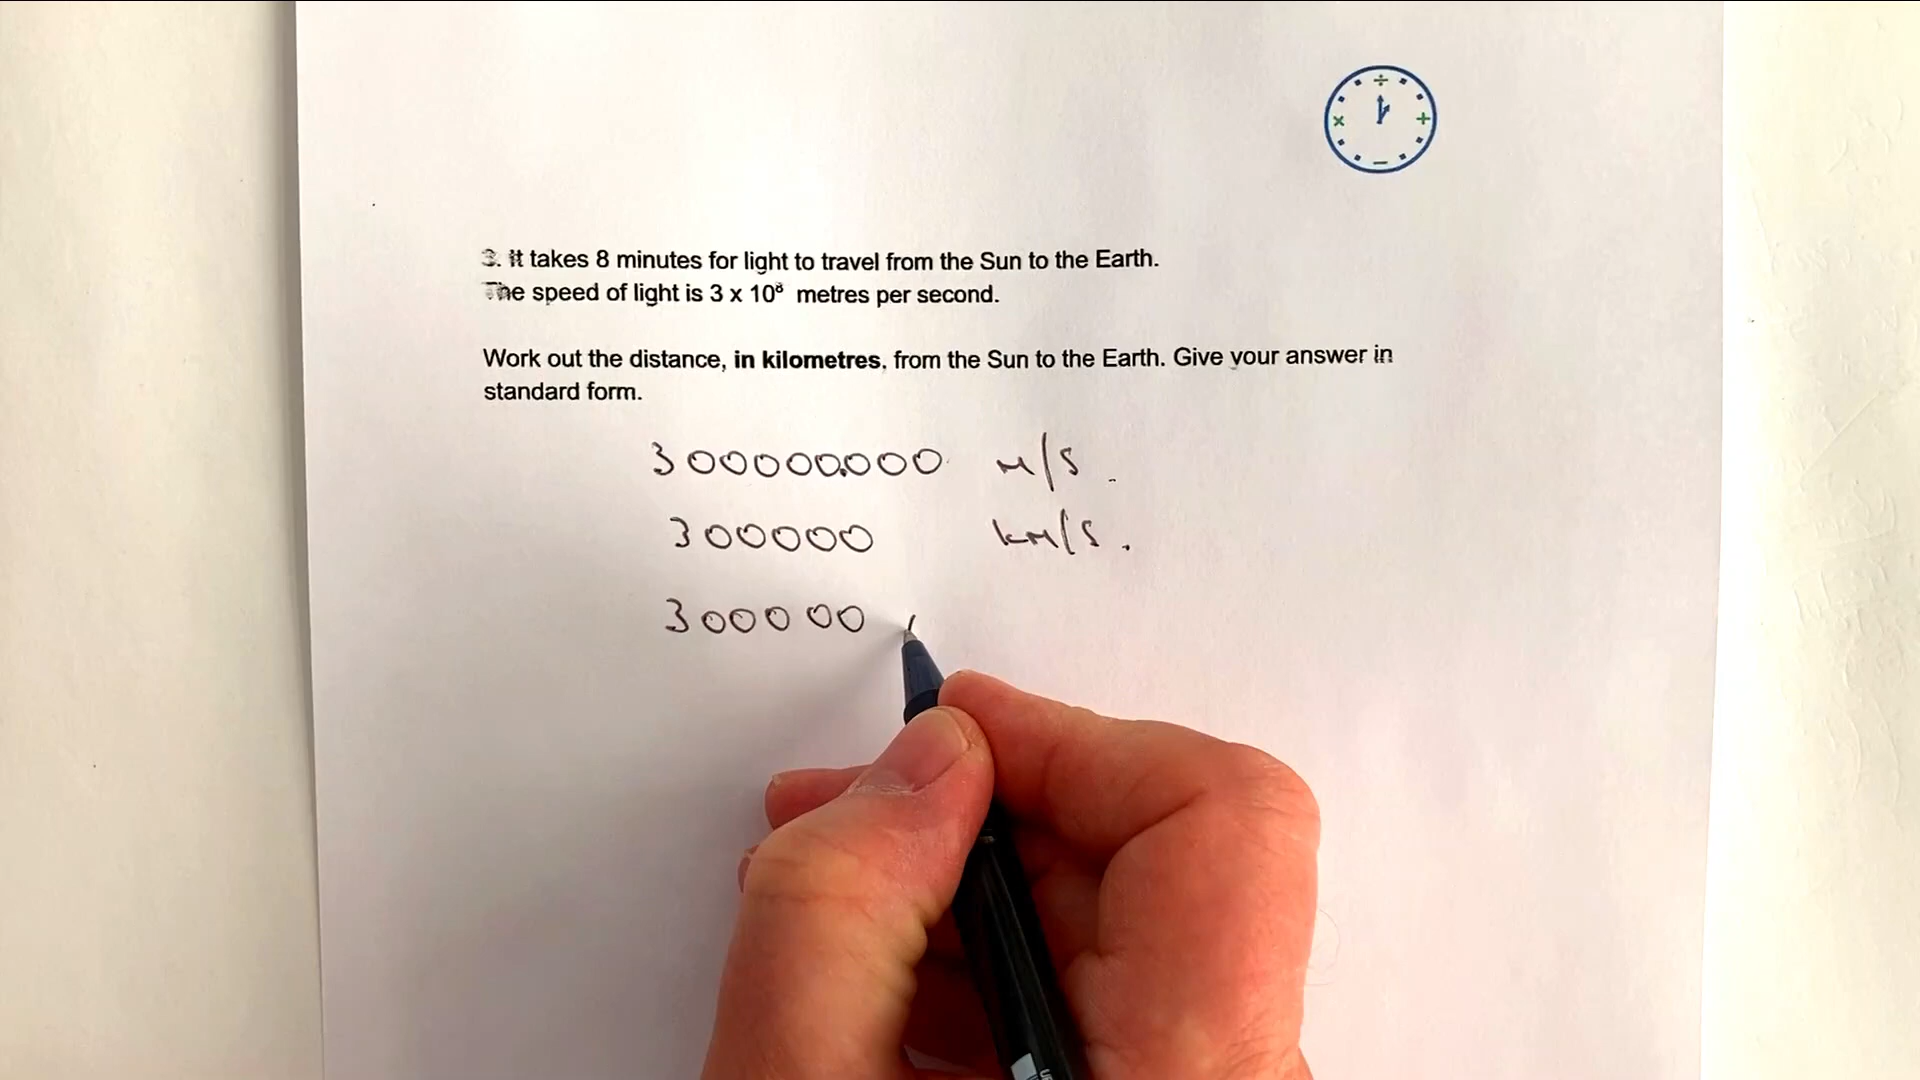 3. It takes 8 minutes for light to travel from the Sun to the Earth.
The speed of light is 3 x 10⁸ metres per second.
Work out the distance, in kilometres, from the Sun to the Earth. Give your answer in
standard form.
300000000 m/s.
300000 km/s.
300000